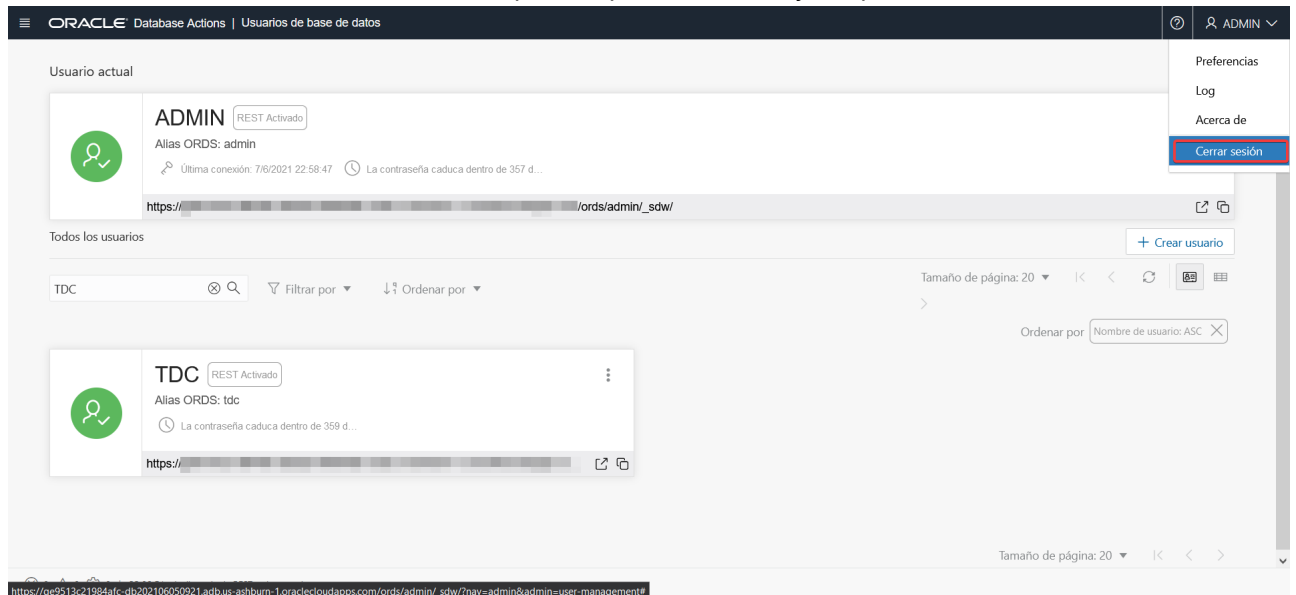 ORACLE Database Actions | Usuarios de base de datos
ADMIN
Preferencias
Log
Acerca de
Cerrar sesión
Usuario actual
ADMIN REST Activado
Alias ORDS: admin
Última conexión: 7/6/2021 22:58:47 La contraseña caduca dentro de 357 d...
https:// /ords/admin/_sdw/
Todos los usuarios
+ Crear usuario
TDC Filtrar por Ordenar por
Tamaño de página: 20
Ordenar por Nombre de usuario: ASC
TDC REST Activado
Alias ORDS: tdc
La contraseña caduca dentro de 359 d...
https://
Tamaño de página: 20
https://ge9513c21984afc-db202106050921.adb.us-ashburn-1.oraclecloudapps.com/ords/admin/_sdw/?nav=admin&admin=user-management#